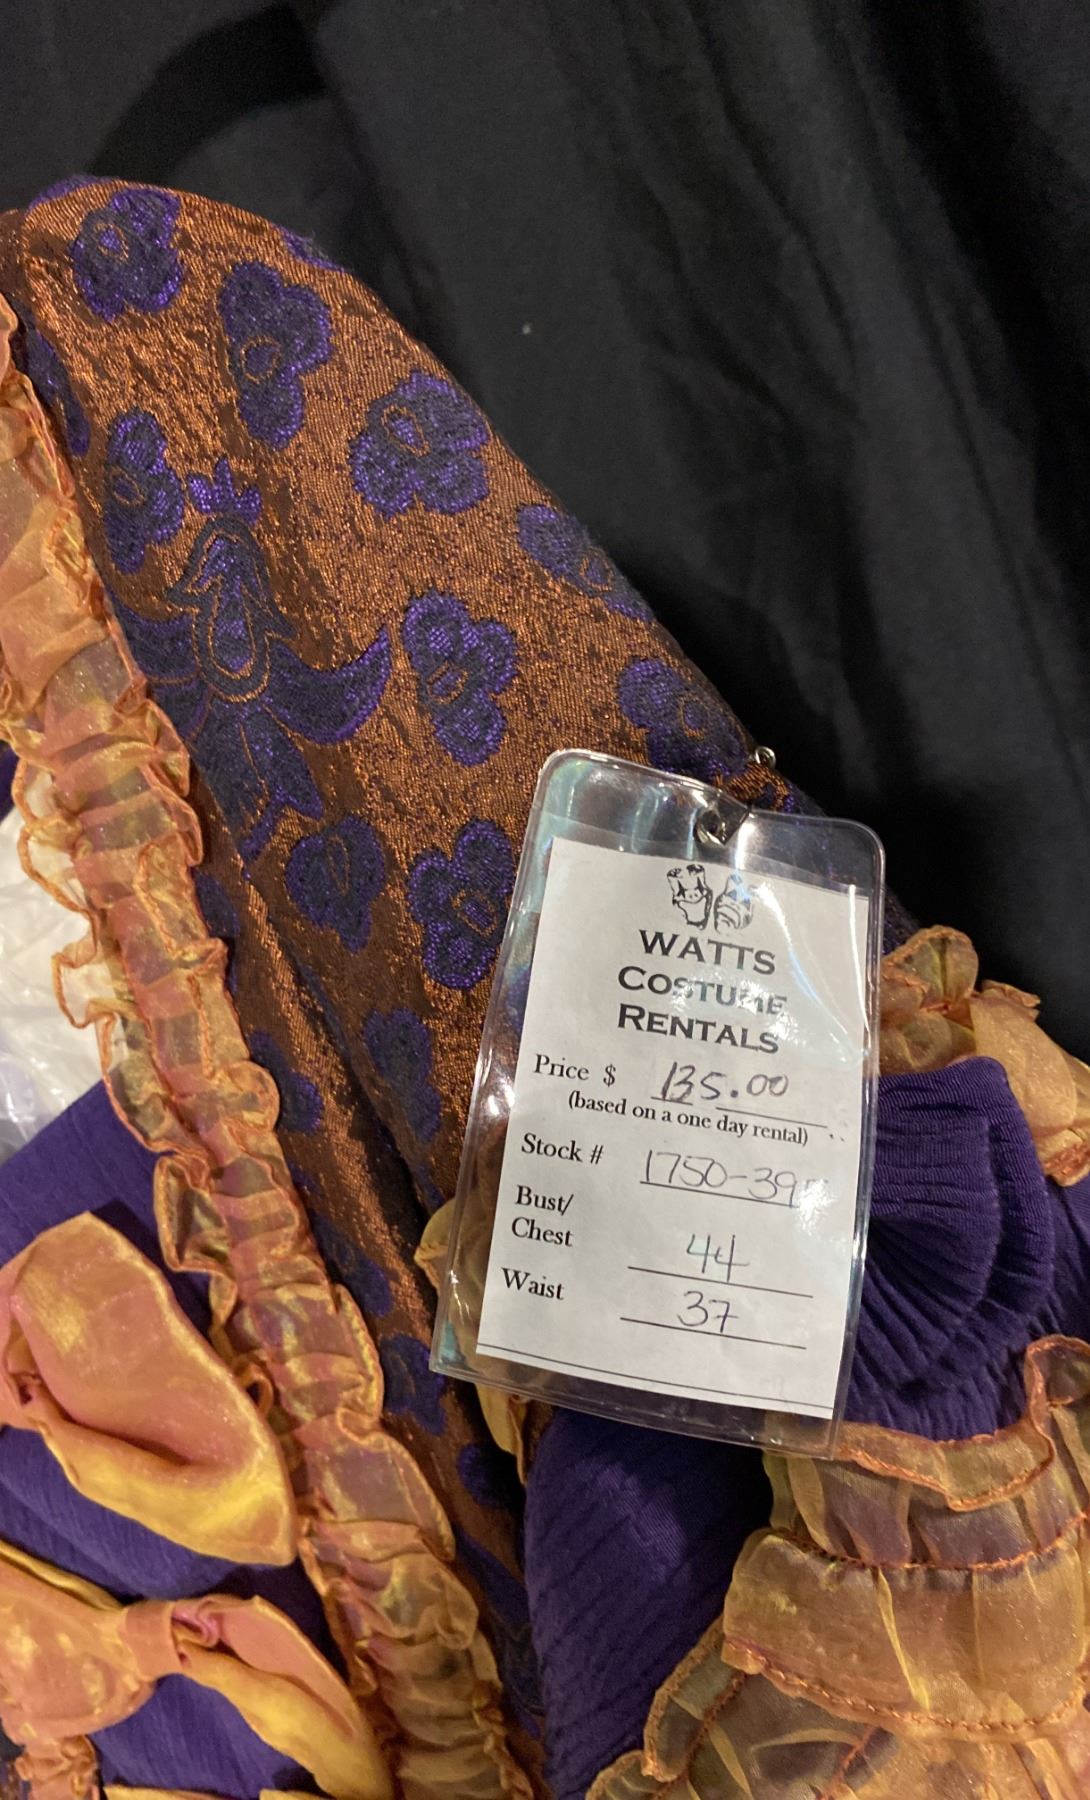 WATTS
COSTUME
RENTALS
Price $ 135.00
(based on a one day rental)
Stock #
Bust/
Chest 44
Waist 37